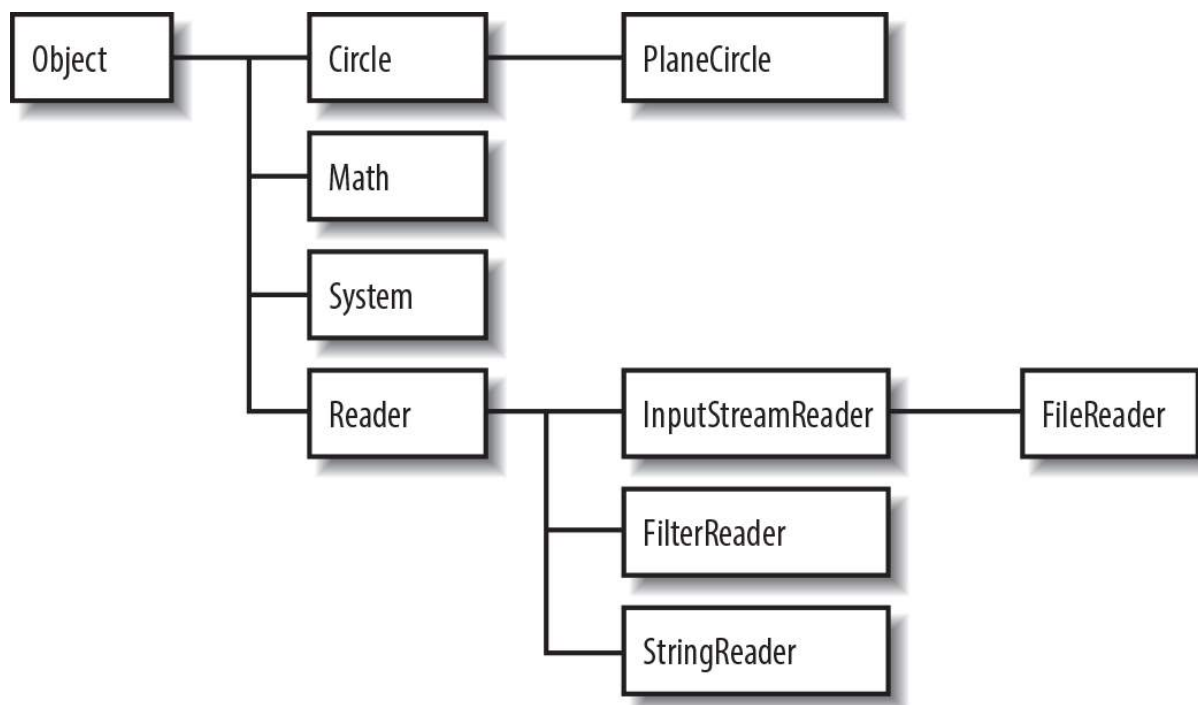 Object
Circle
PlaneCircle
Math
System
Reader
InputStreamReader
FileReader
FilterReader
StringReader